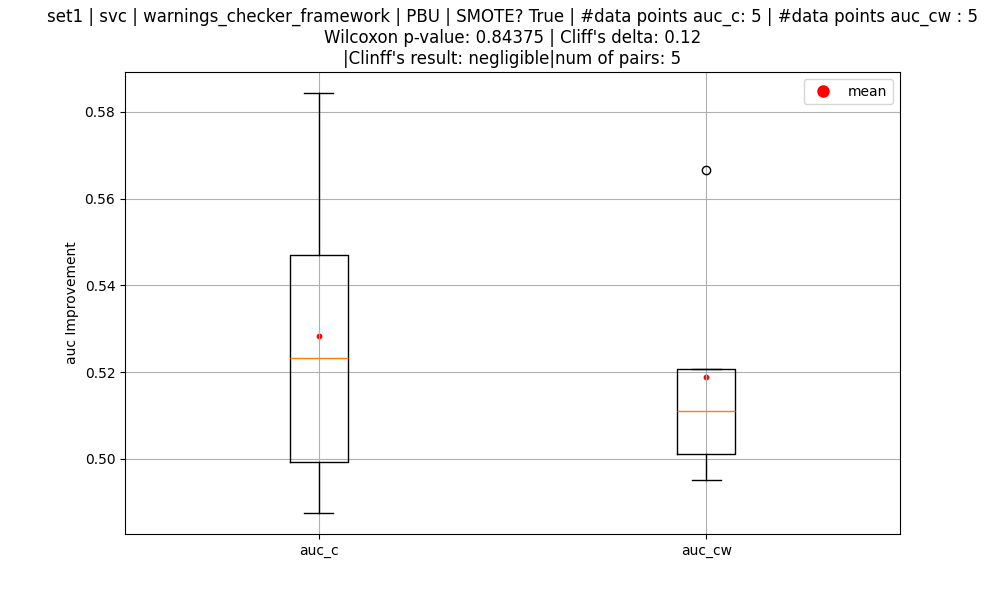 set1 | svc | warnings_checker_framework | PBU | SMOTE? True | #data points auc_c: 5 | #data points auc_cw : 5
Wilcoxon p-value: 0.84375 | Cliff's delta: 0.12
|Clinff's result: negligible|num of pairs: 5
mean
0.58
0.56
0.54
0.52
0.50
auc Improvement
auc_c
auc_cw